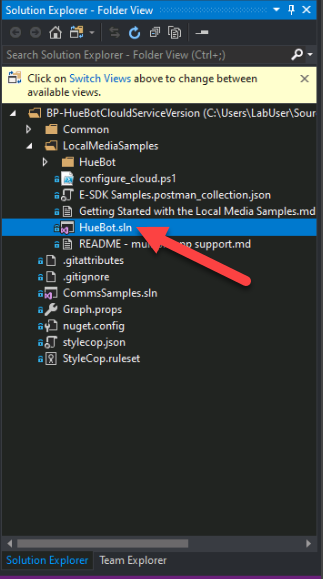 Solution Explorer - Folder View
Search Solution Explorer - Folder View (Ctrl+;)
Click on Switch Views above to change between
available views.
BP-HueBotClouldServiceVersion (C:\Users\LabUser\Sour
Common
LocalMediaSamples
HueBot
configure_cloud.ps1
E-SDK Samples.postman_collection.json
Getting Started with the Local Media Samples.md
HueBot.sln
README - mu pp support.md
.gitattributes
.gitignore
CommsSamples.sln
Graph.props
nuget.config
stylecop.json
StyleCop.ruleset
Solution Explorer Team Explorer